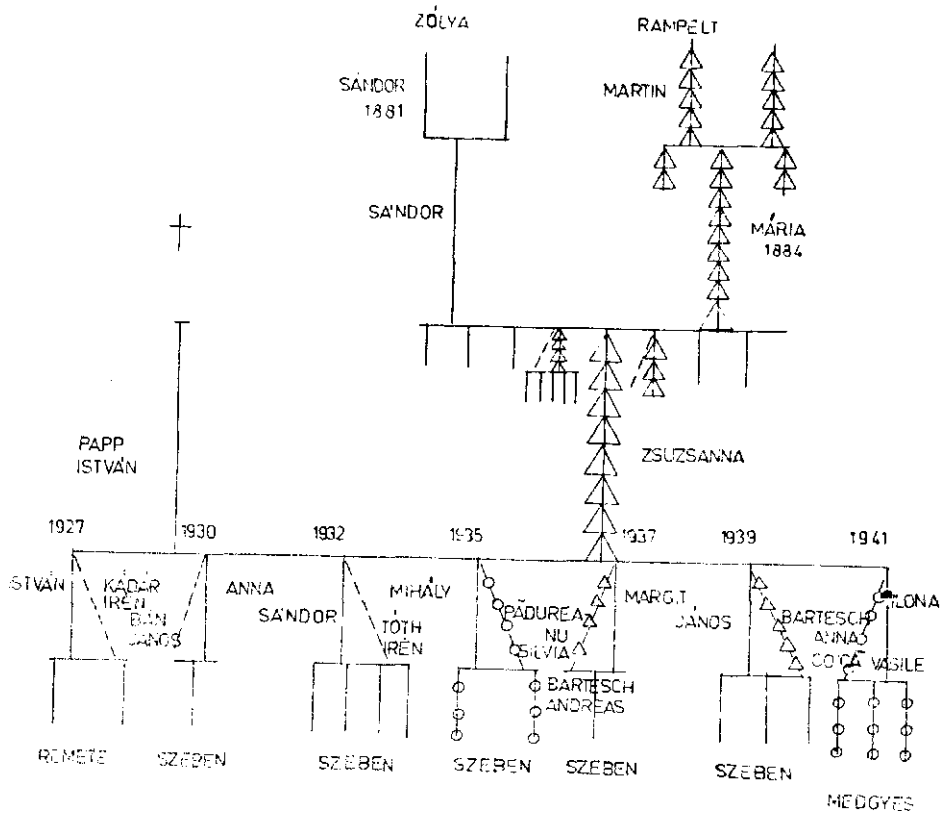 ZÓLYA
RAMPELT
SÁNDOR
1881
MARTIN
SÁNDOR
MÁRIA
1884
PAPP
ISTVÁN
ZSUZSANNA
1927
1930
1932
1935
1937
1939
1941
ISTVÁN
KÁDÁR
IRÉN
BÁN
JÁNOS
ANNA
SÁNDOR
MIHÁLY
TÓTH
IRÉN
PĂDUREA
NU
SILVIA
MARGIT
BARTESCH
ANDREAS
JÁNOS
BARTESCH
ANNA
ILONA
VASILE
REMETE
SZEBEN
SZEBEN
SZEBEN
SZEBEN
SZEBEN
MEDGYES